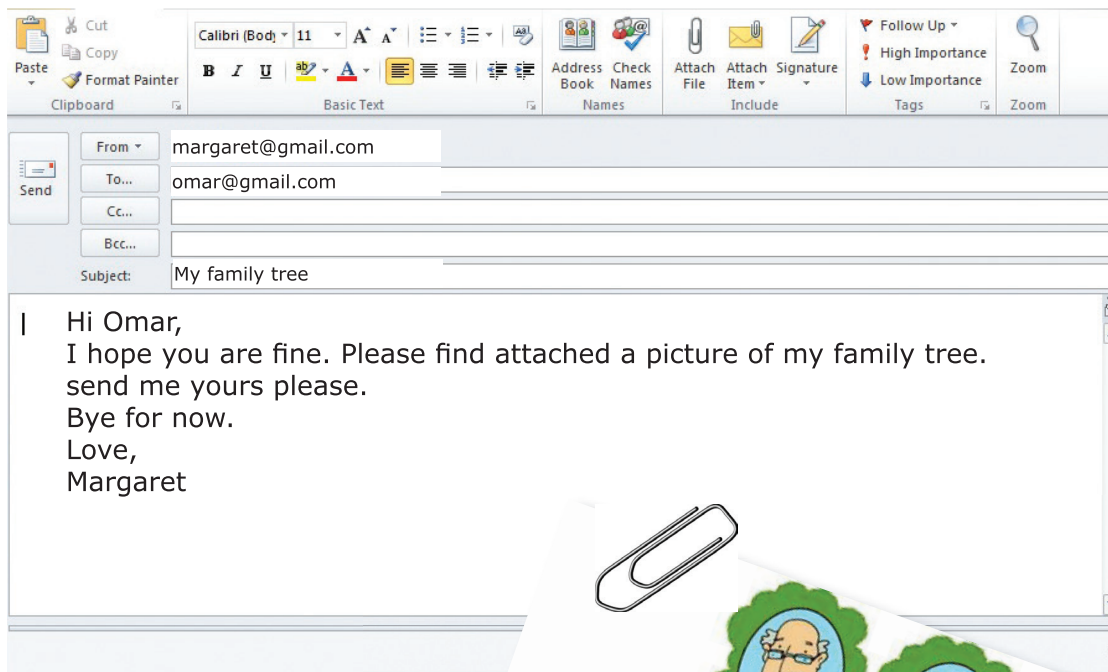 Cut
Copy
Paste
Format Painter
Clipboard
Calibri (Body 11
B I U
Basic Text
Address Book
Check Names
Names
Attach File
Attach Item
Signature
Include
Follow Up
High Importance
Low Importance
Tags
Zoom
Zoom
Send
From margaret@gmail.com
To... omar@gmail.com
Cc...
Bcc...
Subject: My family tree
Hi Omar,
I hope you are fine. Please find attached a picture of my family tree.
send me yours please.
Bye for now.
Love,
Margaret